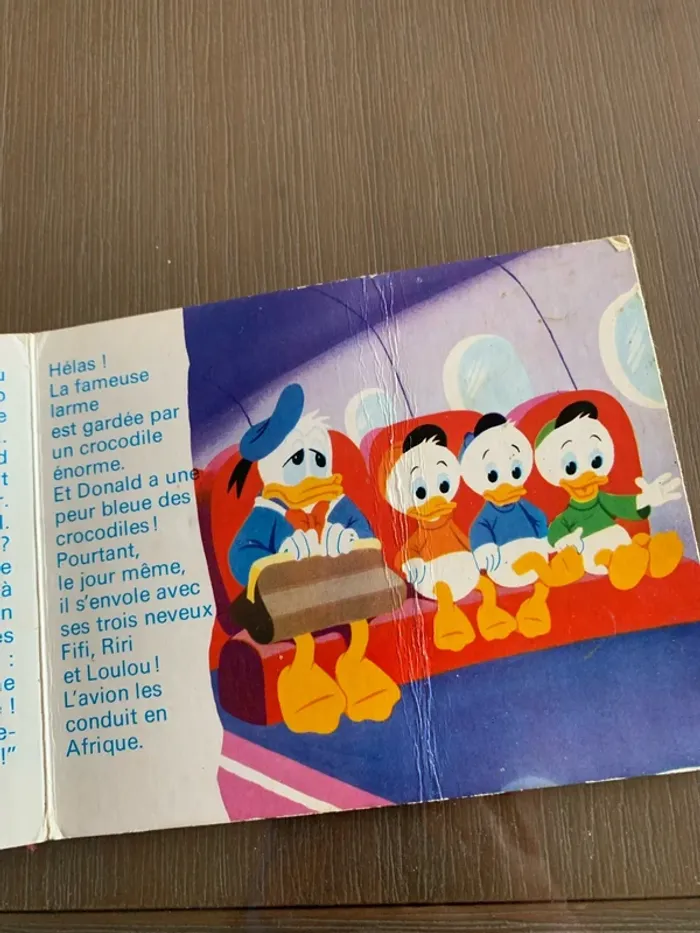 Hélas !
La fameuse
larme
est gardée par
un crocodile
énorme.
Et Donald a une
peur bleue des
crocodiles !
Pourtant,
le jour même,
il s'envole avec
ses trois neveux
Fifi, Riri
et Loulou !
L'avion les
conduit en
Afrique.